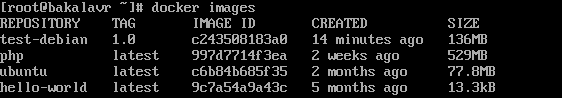 [root@bakalavr ~]# docker images
REPOSITORY TAG IMAGE ID CREATED SIZE
test-debian 1.0 c243508183a0 14 minutes ago 136MB
php latest 997d7714f3ea 2 weeks ago 529MB
ubuntu latest c6b84b685f35 2 months ago 77.8MB
hello-world latest 9c7a54a9a43c 5 months ago 13.3kB